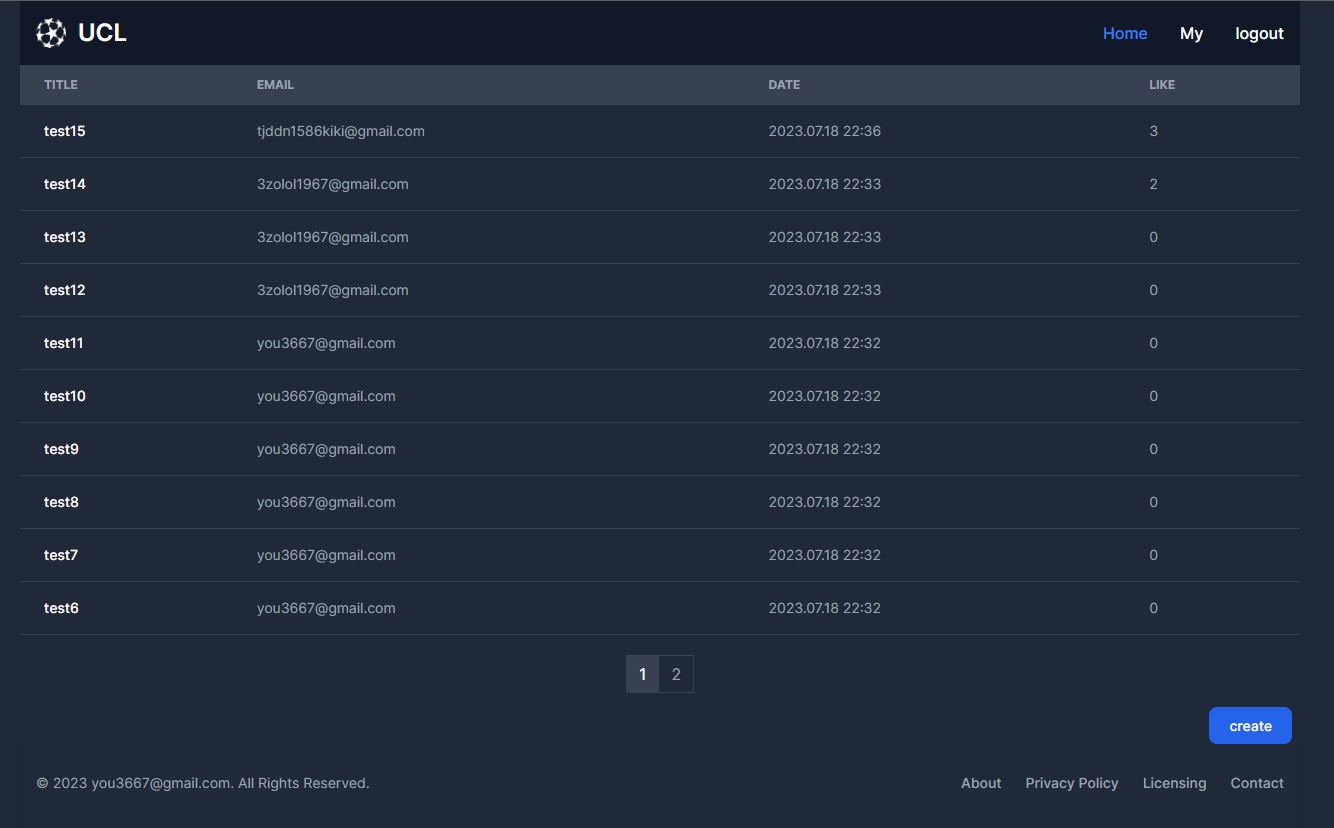 UCL Home My logout
TITLE EMAIL DATE LIKE
test15 tjddn1586kiki@gmail.com 2023.07.18 22:36 3
test14 3zolol1967@gmail.com 2023.07.18 22:33 2
test13 3zolol1967@gmail.com 2023.07.18 22:33 0
test12 3zolol1967@gmail.com 2023.07.18 22:33 0
test11 you3667@gmail.com 2023.07.18 22:32 0
test10 you3667@gmail.com 2023.07.18 22:32 0
test9 you3667@gmail.com 2023.07.18 22:32 0
test8 you3667@gmail.com 2023.07.18 22:32 0
test7 you3667@gmail.com 2023.07.18 22:32 0
test6 you3667@gmail.com 2023.07.18 22:32 0
1 2
create
© 2023 you3667@gmail.com. All Rights Reserved. About Privacy Policy Licensing Contact